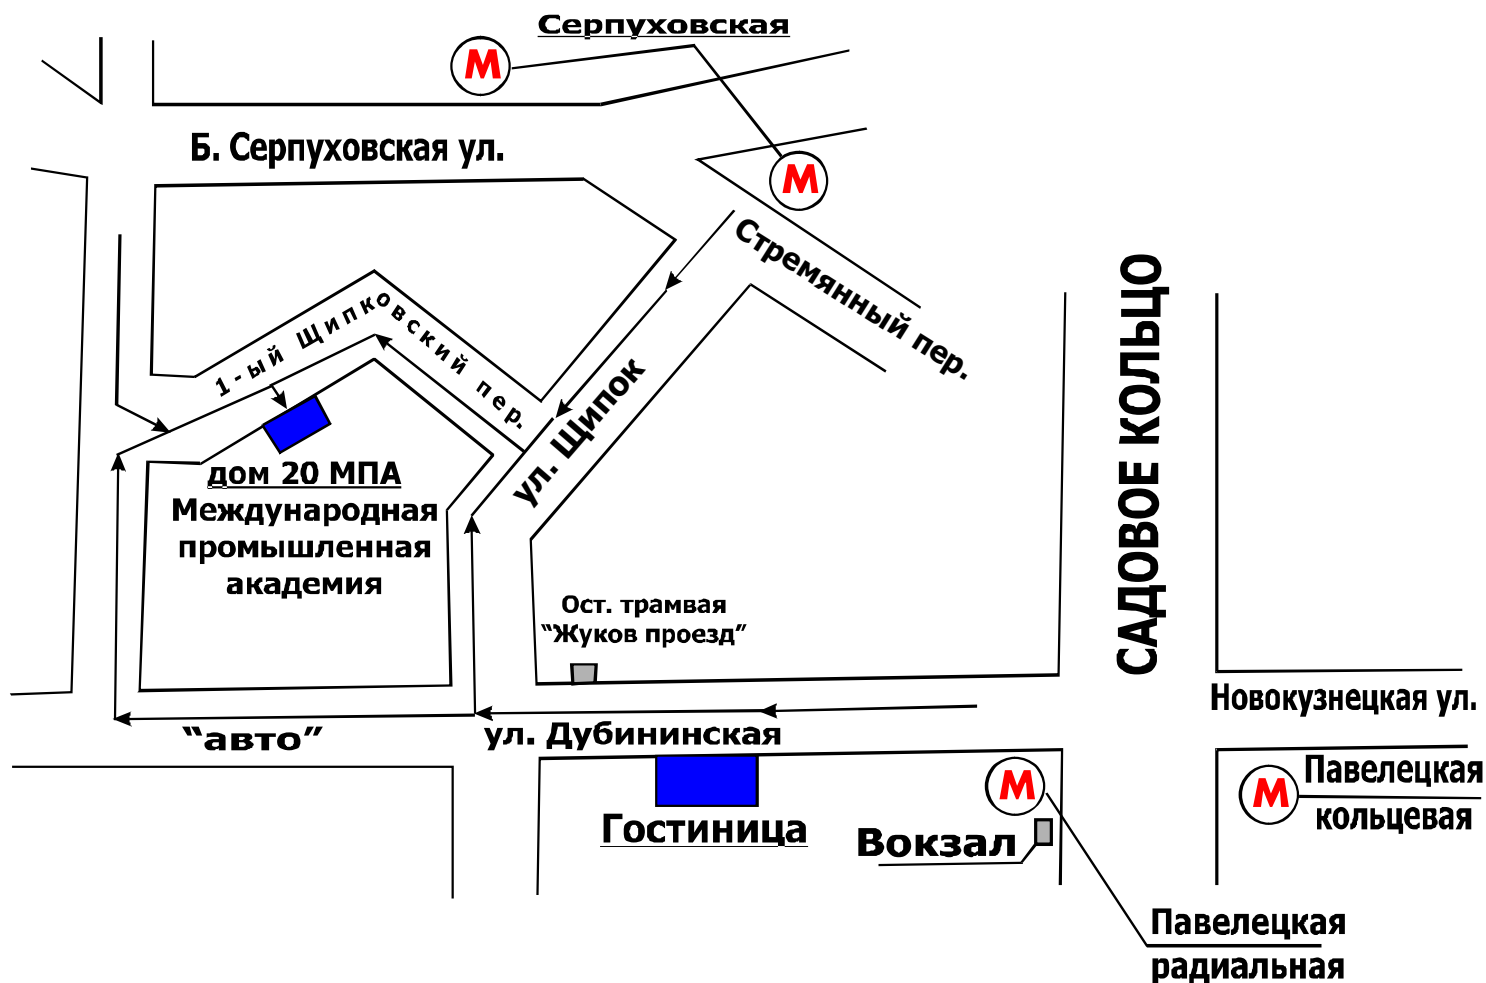 Серпуховская
М
М
Б. Серпуховская ул.
Стремянный пер.
САДОВОЕ КОЛЬЦО
1-ый Щипковский пер.
ул. Щипок
дом 20 МПА
Международная
промышленная
академия
Ост. трамвая
“Жуков проезд”
Новокузнецкая ул.
“авто”
ул. Дубининская
М
М
Павелецкая
кольцевая
Гостиница
Вокзал
Павелецкая
радиальная